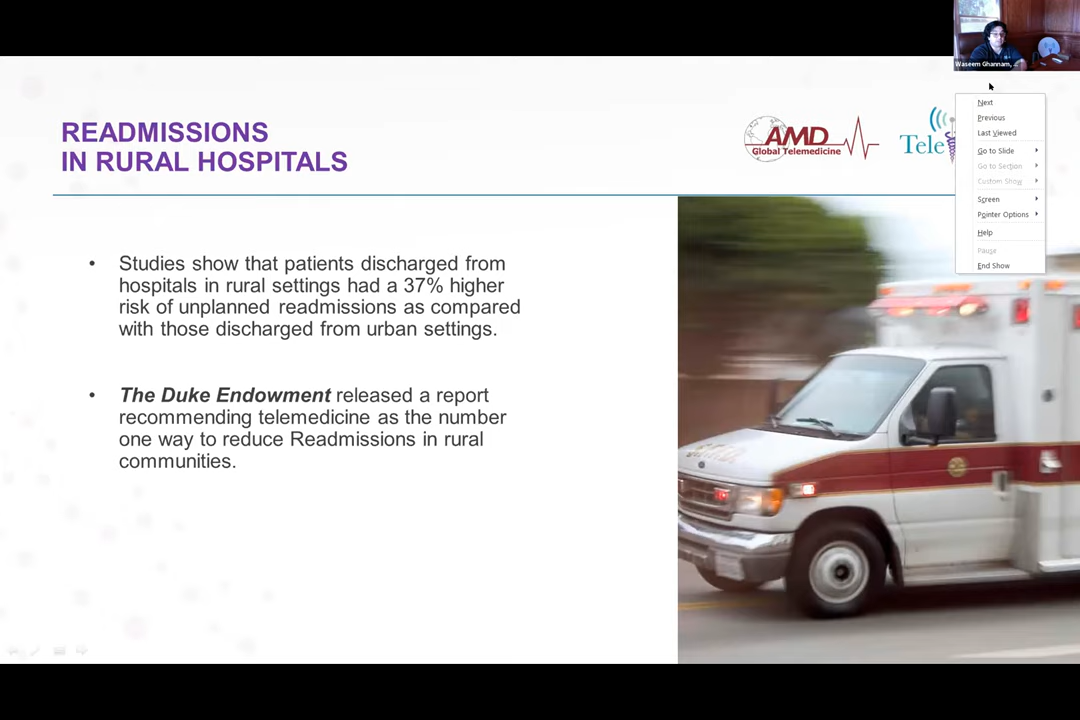 Waseem Ghannam, ...
READMISSIONS
IN RURAL HOSPITALS
AMD
Global Telemedicine
Tele
Next
Previous
Last Viewed
Go to Slide
Go to Section
Custom Show
Screen
Pointer Options
Help
Pause
End Show
• Studies show that patients discharged from
hospitals in rural settings had a 37% higher
risk of unplanned readmissions as compared
with those discharged from urban settings.
• The Duke Endowment released a report
recommending telemedicine as the number
one way to reduce Readmissions in rural
communities.